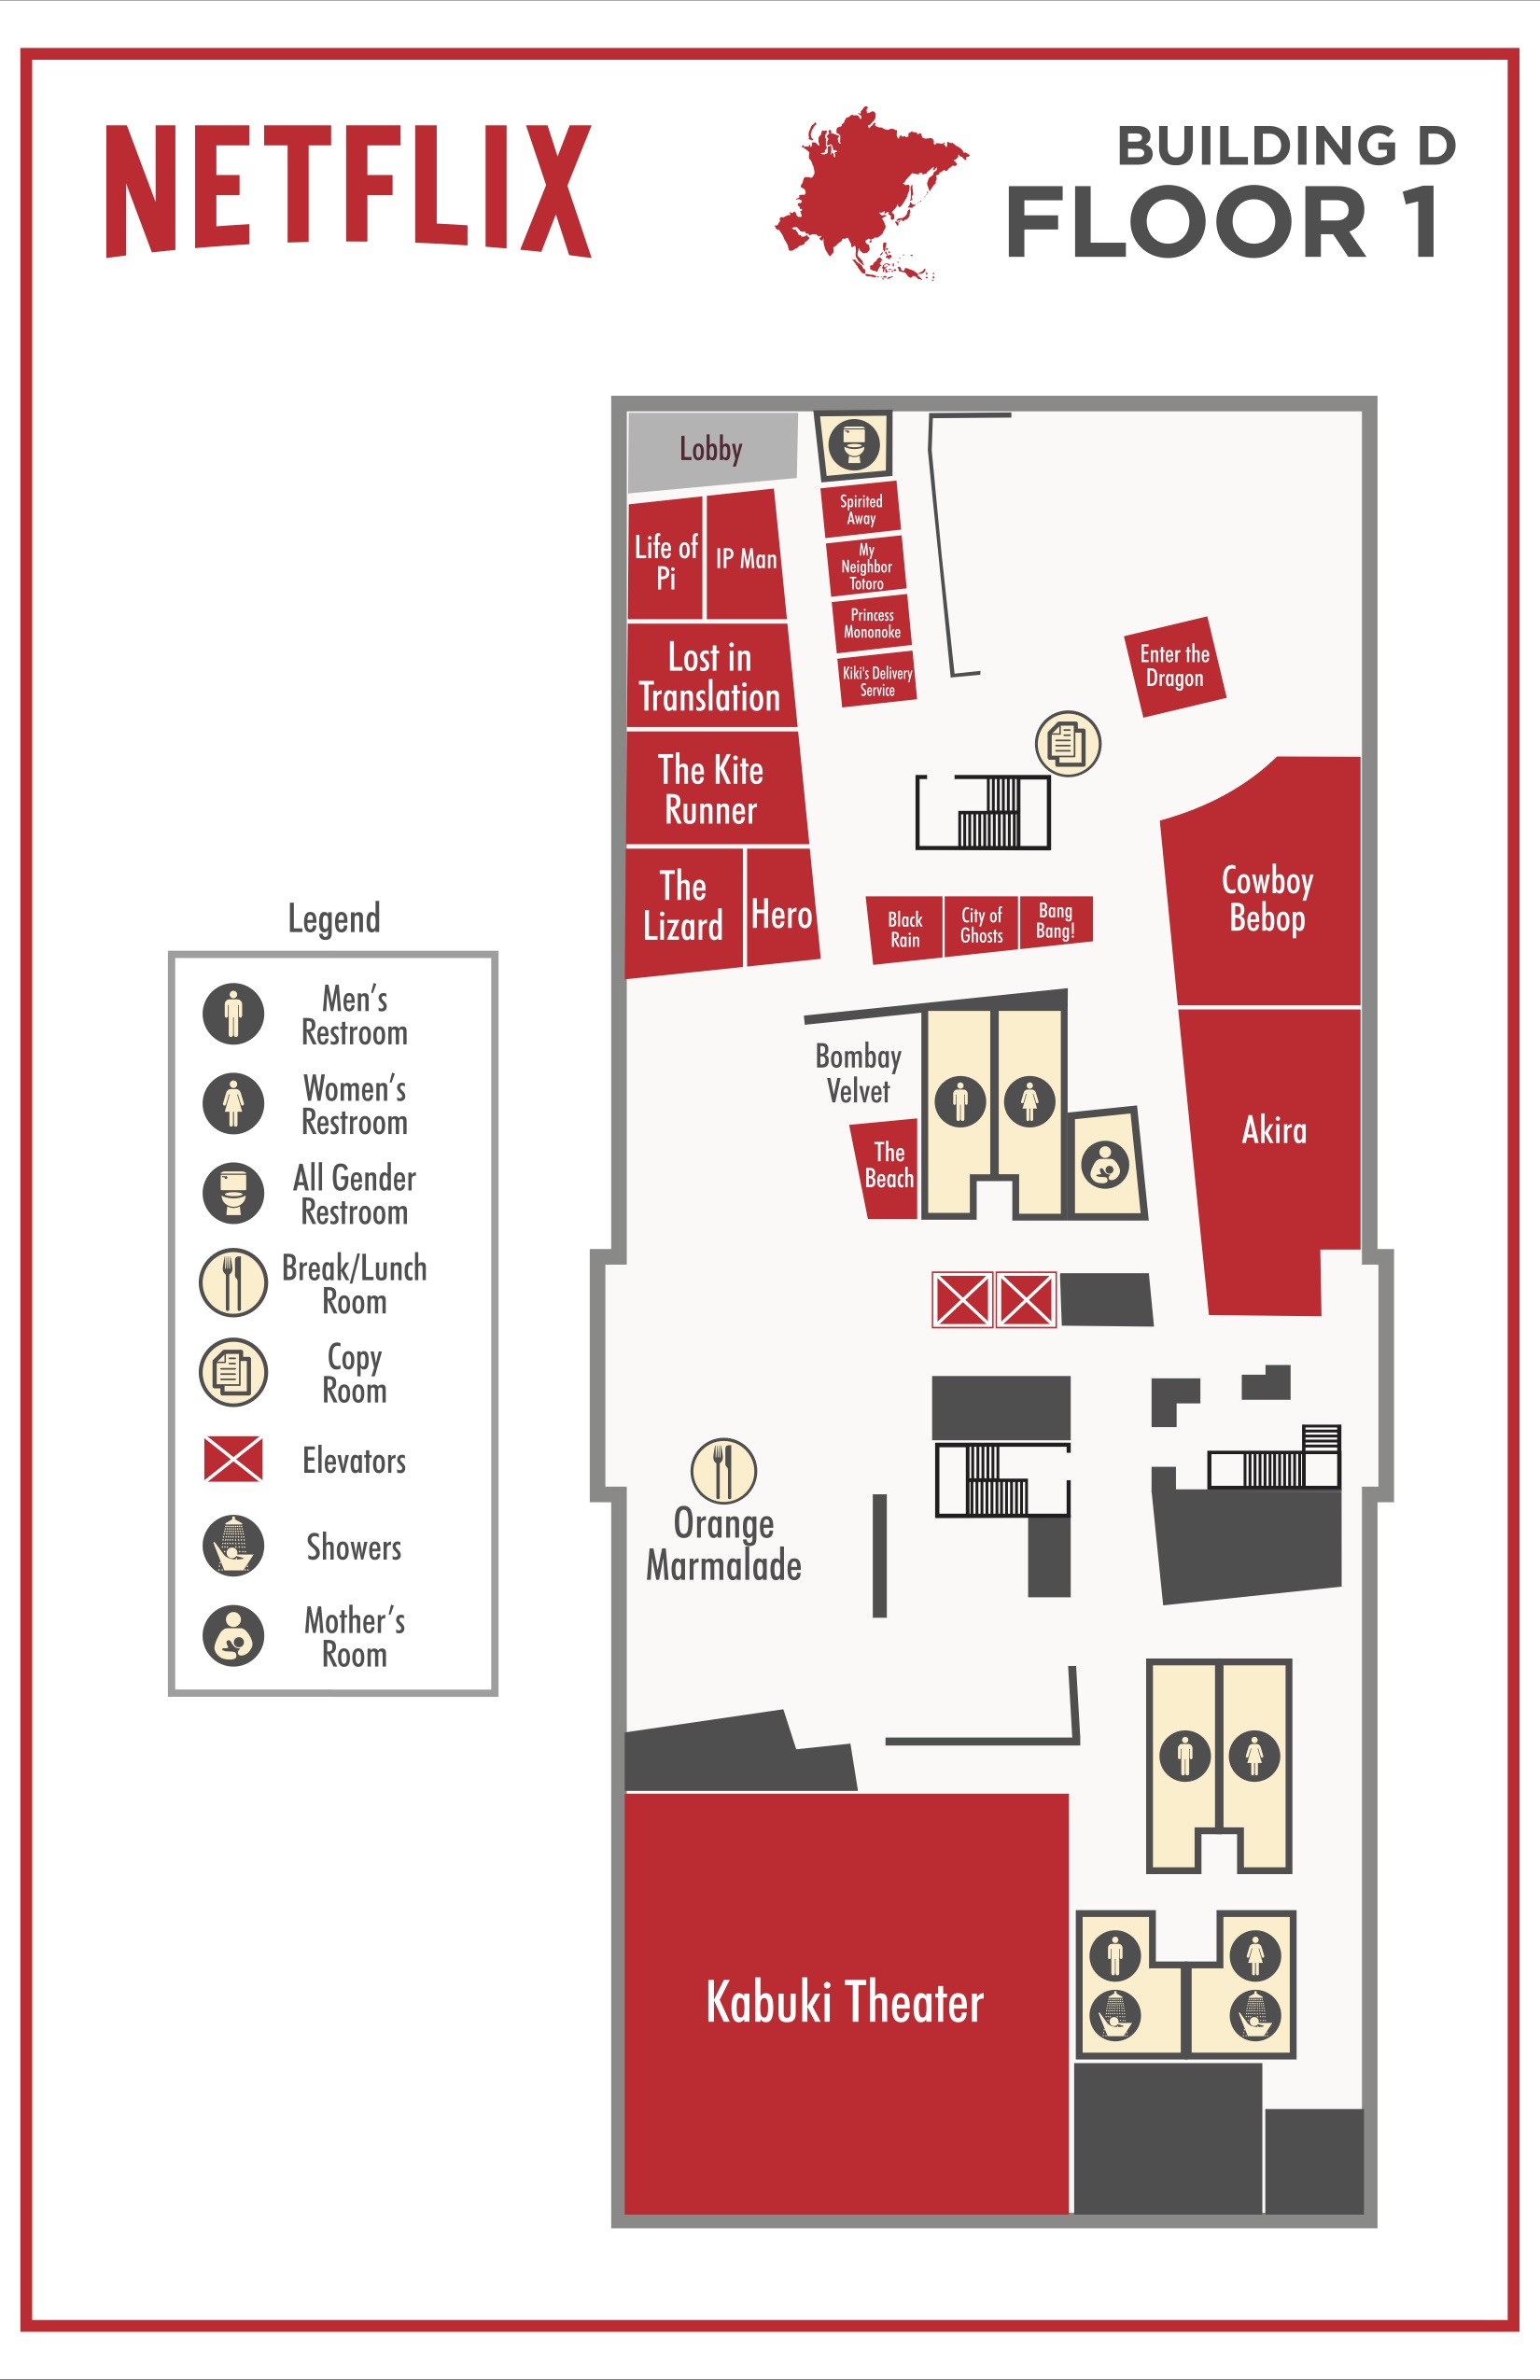 NETFLIX
BUILDING D
FLOOR 1
Lobby
Spirited
Away
Life of
Pi
IP Man
My
Neighbor
Totoro
Princess
Mononoke
Lost in
Translation
Kiki's Delivery
Service
Enter the
Dragon
The Kite
Runner
The
Lizard
Hero
Black
Rain
City of
Ghosts
Bang
Bang!
Cowboy
Bebop
Bombay
Velvet
The
Beach
Akira
Orange
Marmalade
Kabuki Theater
Legend
Men's
Restroom
Women's
Restroom
All Gender
Restroom
Break/Lunch
Room
Copy
Room
Elevators
Showers
Mother's
Room